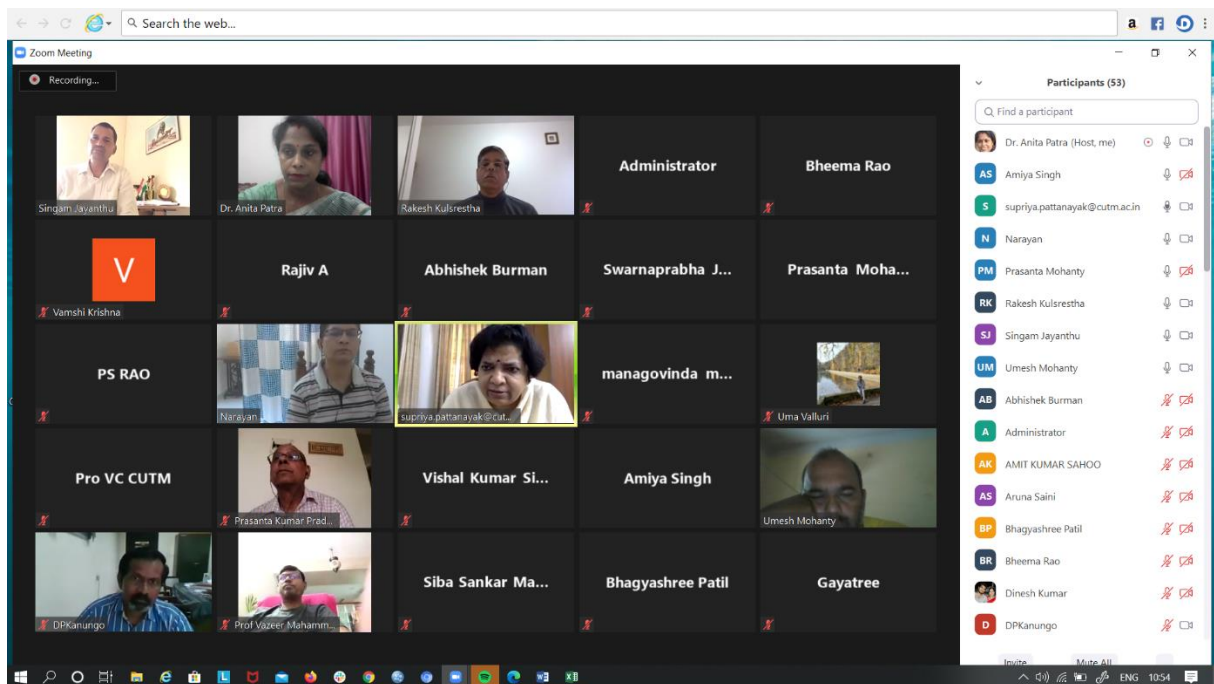 Search the web...
Zoom Meeting
Recording...
Singam Jayanthu
Dr. Anita Patra
Rakesh Kulsrestha
Administrator
Bheema Rao
V
Vamshi Krishna
Rajiv A
Abhishek Burman
Swarnaprabha J...
Prasanta Moha...
PS RAO
Narayan
supriya.pattanayak@cut...
managovinda m...
Uma Valluri
Pro VC CUTM
Prasanta Kumar Prad...
Vishal Kumar Si...
Amiya Singh
Umesh Mohanty
DPKanungo
Prof Vazeer Mahamm...
Siba Sankar Ma...
Bhagyashree Patil
Gayatree
Participants (53)
Find a participant
Dr. Anita Patra (Host, me)
AS Amiya Singh
S supriya.pattanayak@cutm.ac.in
N Narayan
PM Prasanta Mohanty
RK Rakesh Kulsrestha
SJ Singam Jayanthu
UM Umesh Mohanty
AB Abhishek Burman
A Administrator
AK AMIT KUMAR SAHOO
AS Aruna Saini
BP Bhagyashree Patil
BR Bheema Rao
Dinesh Kumar
D DPKanungo
Invite Mute All
ENG 10:54